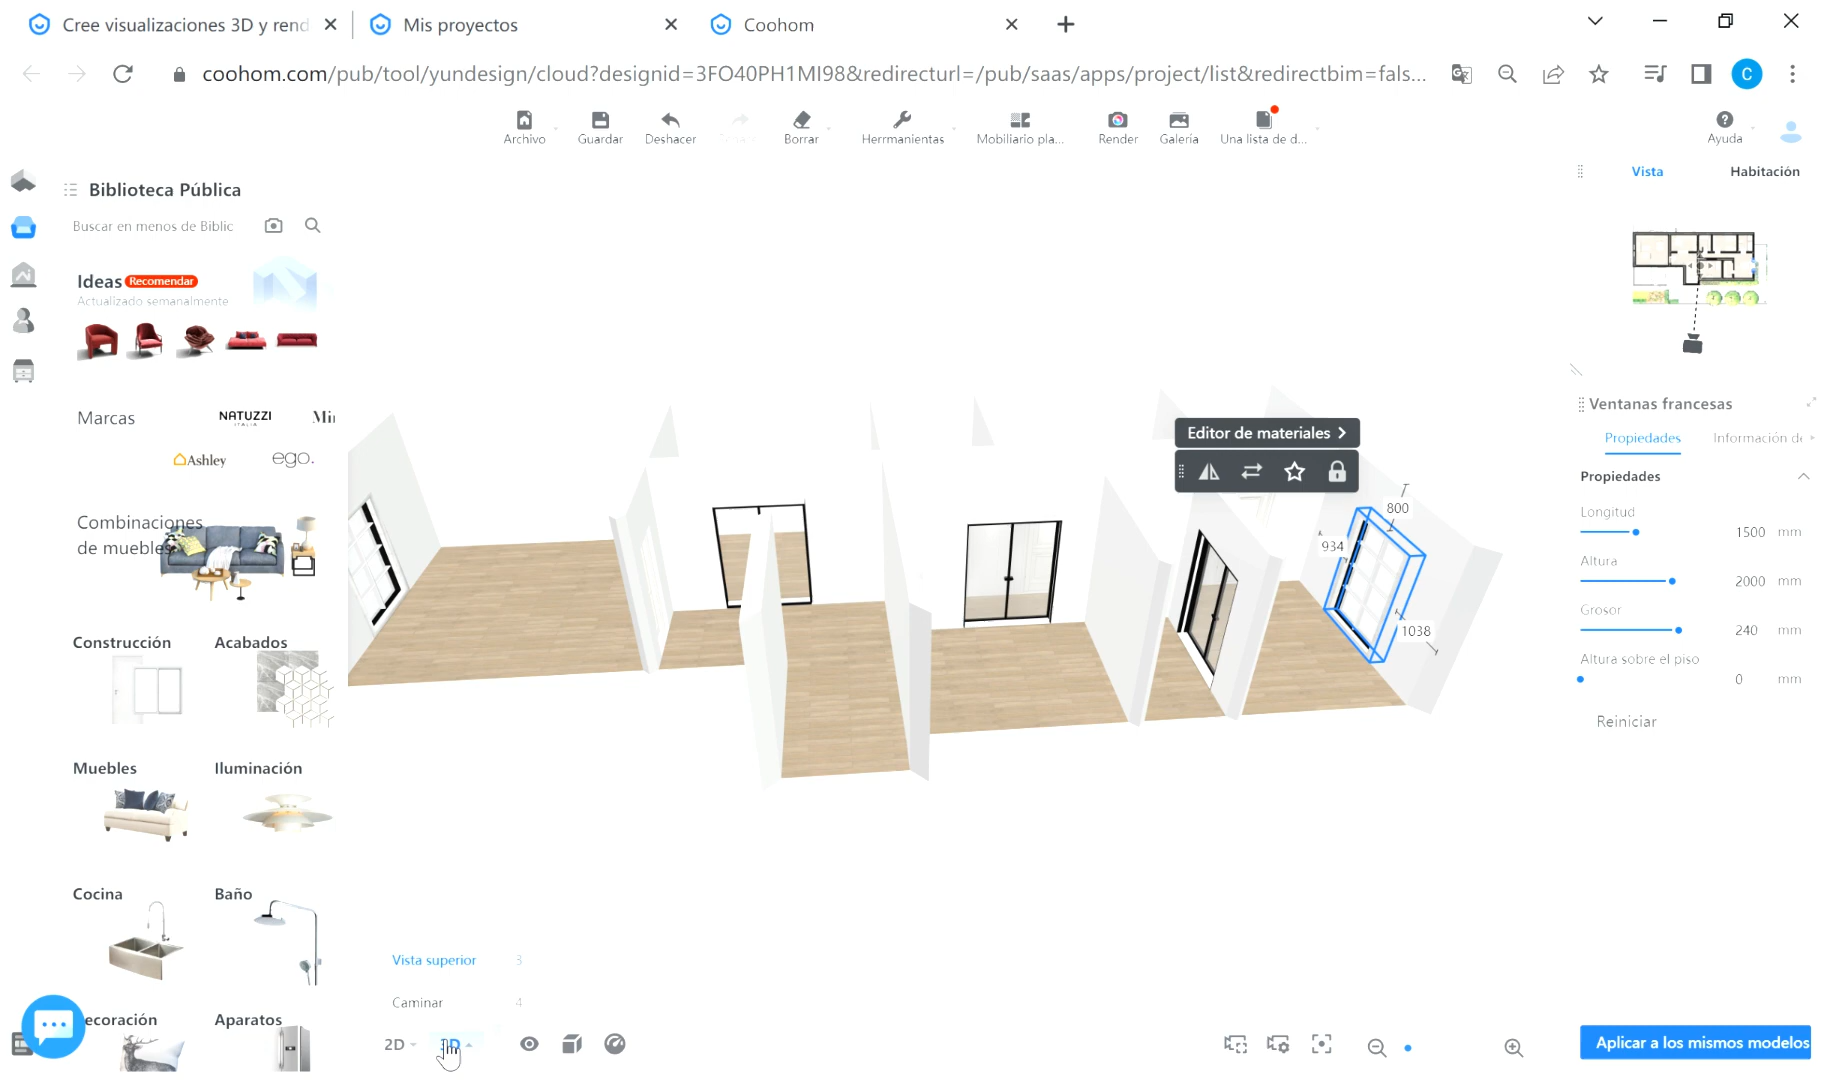 Cree visualizaciones 3D y rend
Mis proyectos
Coohom
coohom.com/pub/tool/yundesign/cloud?designid=3FO40PH1MI98&redirecturl=/pub/saas/apps/project/list&redirectbim=fals...
C
Archivo
Guardar
Deshacer
Borrar
Herrmanientas
Mobiliario pla...
Render
Galería
Una lista de d...
Ayuda
Biblioteca Pública
Buscar en menos de Biblic
Ideas Recomendar
Actualizado semanalmente
Marcas
NATUZZI
ITALIA
Min
Ashley
ego.
Combinaciones
de muebles
Construcción
Acabados
Muebles
Iluminación
Cocina
Baño
ecoración
Aparatos
Editor de materiales
800
934
1038
Vista superior 3
Caminar 4
2D
3D
Vista
Habitación
Ventanas francesas
Propiedades
Información de
Propiedades
Longitud
1500 mm
Altura
2000 mm
Grosor
240 mm
Altura sobre el piso
0 mm
Reiniciar
Aplicar a los mismos modelos